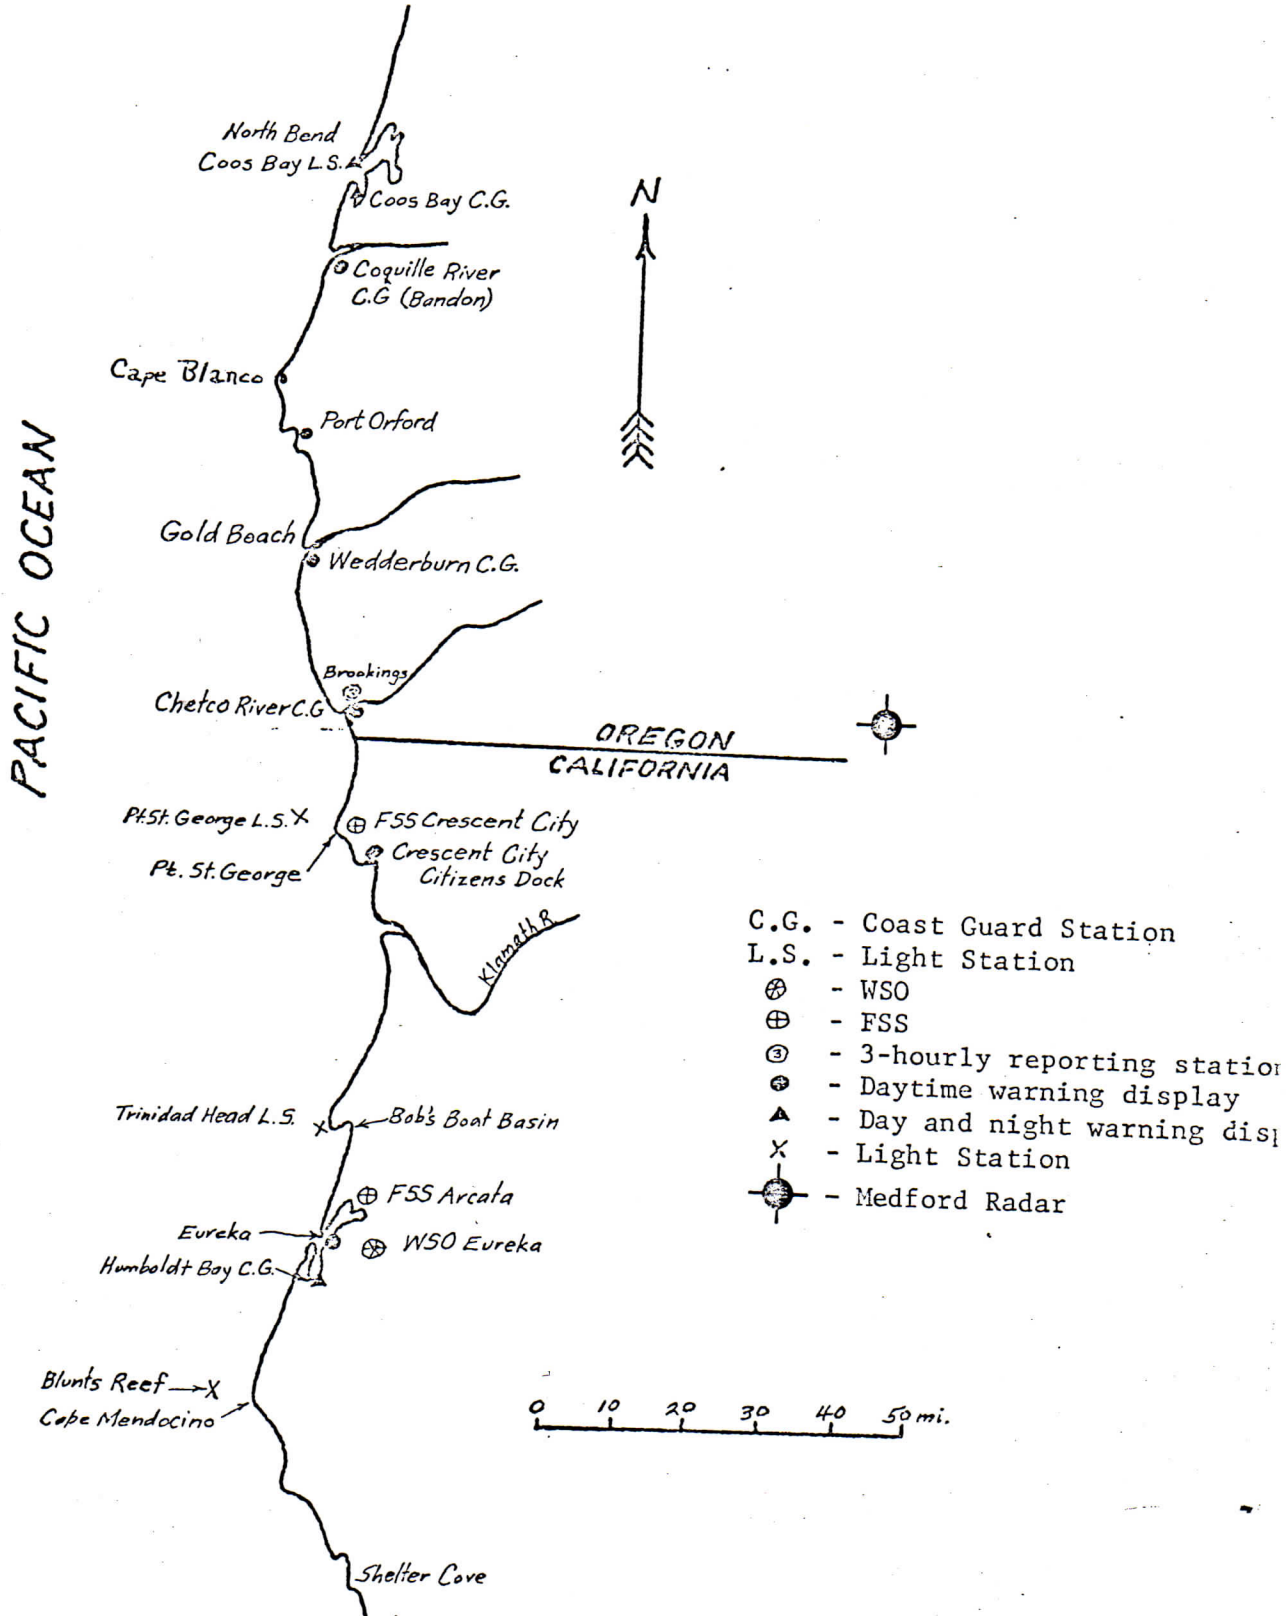 North Bend
Coos Bay L.S.
Coos Bay C.G.
N
Coquille River
C.G (Bandon)
Cape Blanco
Port Orford
PACIFIC OCEAN
Gold Beach
Wedderburn C.G.
Brookings
Chetco River C.G
OREGON
CALIFORNIA
Pt.St. George L.S. X
FSS Crescent City
Crescent City
Citizens Dock
Pt. St. George
Klamath R.
C.G. - Coast Guard Station
L.S. - Light Station
- WSO
- FSS
3 - 3-hourly reporting station
- Daytime warning display
- Day and night warning disp
X - Light Station
- Medford Radar
Trinidad Head L.S.
X
Bob's Boat Basin
FSS Arcata
Eureka
WSO Eureka
Humboldt Bay C.G.
Blunts Reef X
Cape Mendocino
0 10 20 30 40 50 mi.
Shelter Cove